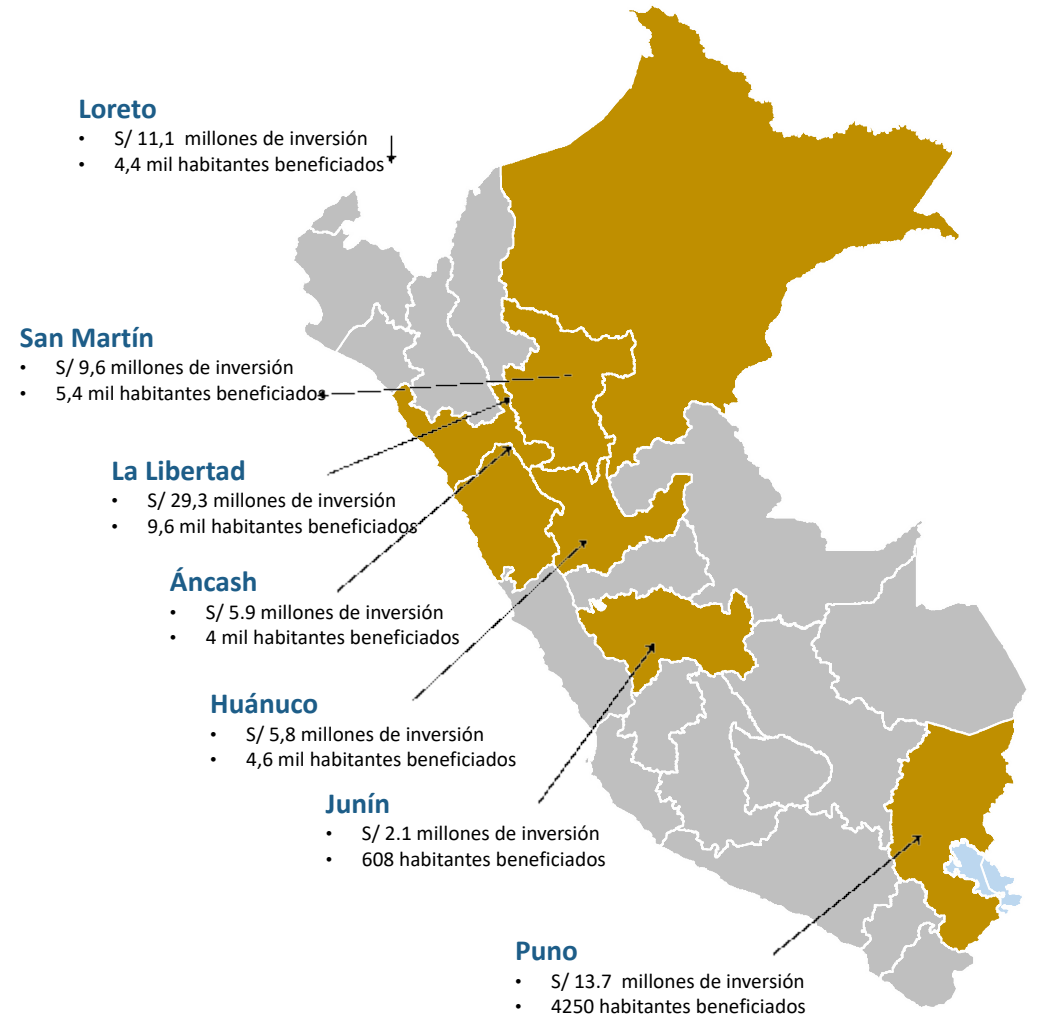 Loreto
• S/ 11,1 millones de inversión
• 4,4 mil habitantes beneficiados
San Martín
• S/ 9,6 millones de inversión
• 5,4 mil habitantes beneficiados
La Libertad
• S/ 29,3 millones de inversión
• 9,6 mil habitantes beneficiados
Áncash
• S/ 5.9 millones de inversión
• 4 mil habitantes beneficiados
Huánuco
• S/ 5,8 millones de inversión
• 4,6 mil habitantes beneficiados
Junín
• S/ 2.1 millones de inversión
• 608 habitantes beneficiados
Puno
• S/ 13.7 millones de inversión
• 4250 habitantes beneficiados